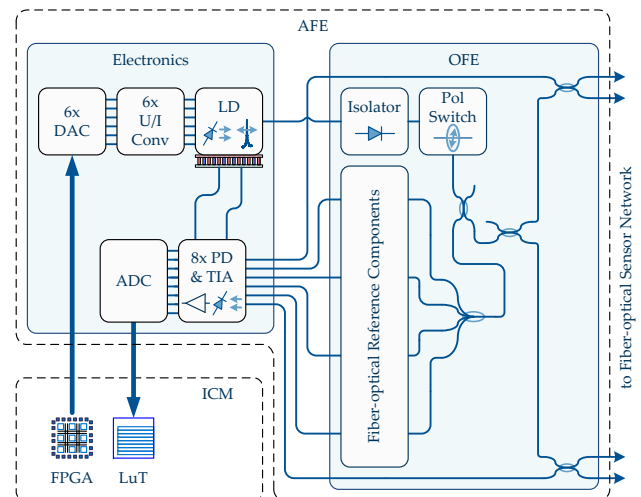 AFE
Electronics
OFE
6x
DAC
6x
U/I
Conv
LD
Isolator
Pol
Switch
ADC
8x PD
& TIA
Fiber-optical Reference Components
to Fiber-optical Sensor Network
ICM
FPGA
LuT